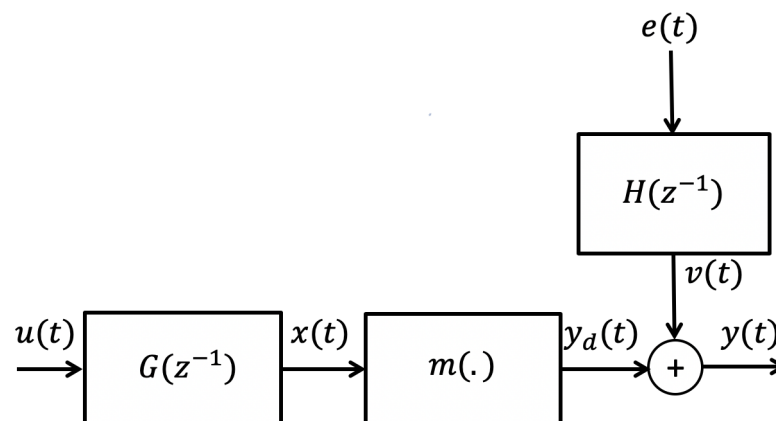 e(t)
H(z⁻¹)
v(t)
u(t) x(t) y_d(t) y(t)
G(z⁻¹) m(.) +